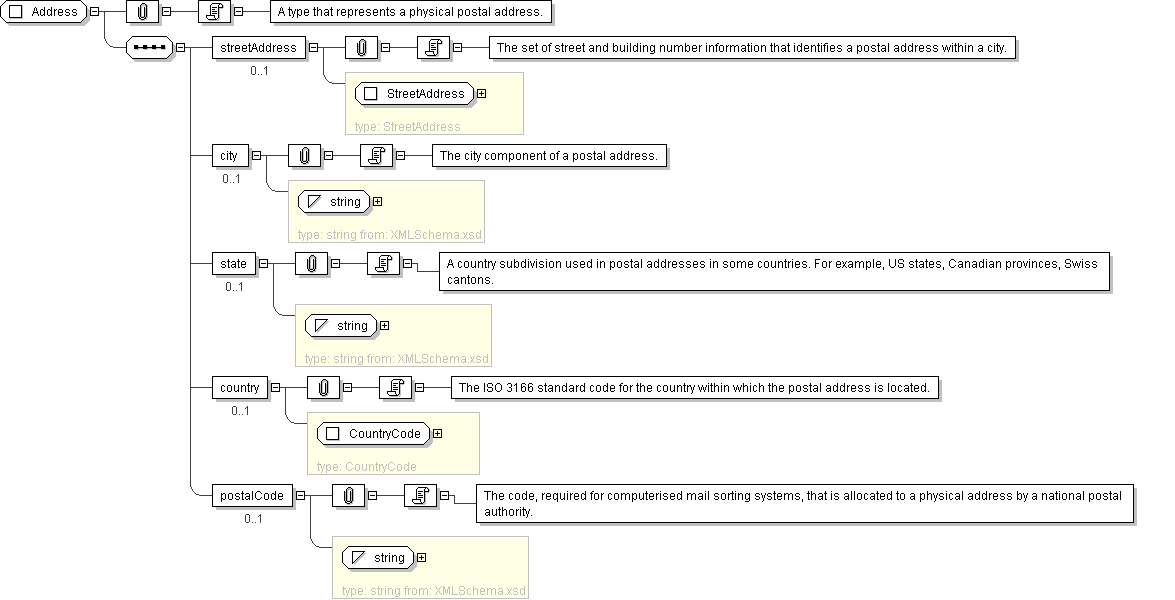 Address
A type that represents a physical postal address.
streetAddress
The set of street and building number information that identifies a postal address within a city.
0..1
StreetAddress
type: StreetAddress
city
The city component of a postal address.
0..1
string
type: string from: XMLSchema.xsd
state
A country subdivision used in postal addresses in some countries. For example, US states, Canadian provinces, Swiss
cantons.
0..1
string
type: string from: XMLSchema.xsd
country
The ISO 3166 standard code for the country within which the postal address is located.
0..1
CountryCode
type: CountryCode
postalCode
The code, required for computerised mail sorting systems, that is allocated to a physical address by a national postal
authority.
0..1
string
type: string from: XMLSchema.xsd